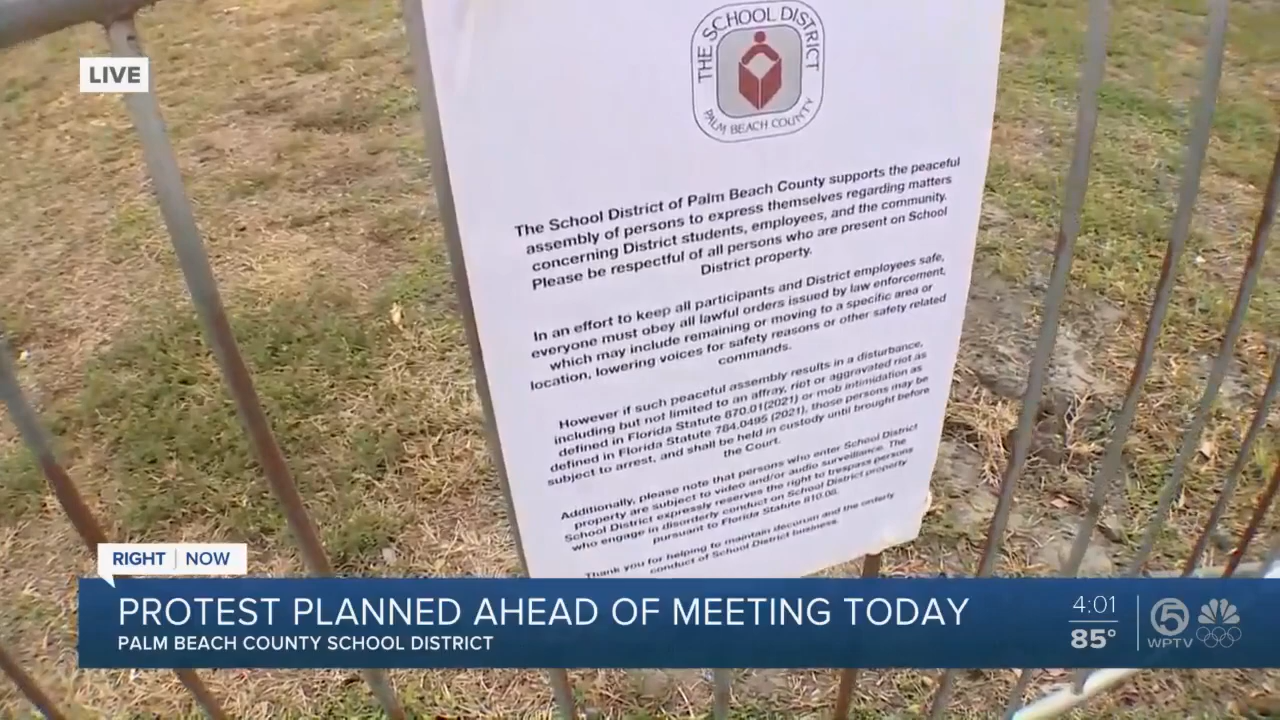 LIVE
THE SCHOOL DISTRICT
PALM BEACH COUNTY
The School District of Palm Beach County supports the peaceful
assembly of persons to express themselves regarding matters
concerning District students, employees, and the community.
Please be respectful of all persons who are present on School
District property.
In an effort to keep all participants and District employees safe,
everyone must obey all lawful orders issued by law enforcement,
which may include remaining or moving to a specific area or
location, lowering voices for safety reasons or other safety related
commands.
However if such peaceful assembly results in a disturbance,
including but not limited to an affray, riot or aggravated riot as
defined in Florida Statute 870.01(2021) or mob intimidation as
defined in Florida Statute 784.0495 (2021), those persons may be
subject to arrest, and shall be held in custody until brought before
the Court.
Additionally, please note that persons who enter School District
property are subject to video and/or audio surveillance. The
School District expressly reserves the right to trespass persons
who engage in disorderly conduct on School District property
pursuant to Florida Statute 810.08.
Thank you for helping to maintain decorum and the orderly
conduct of School District business.
RIGHT NOW
PROTEST PLANNED AHEAD OF MEETING TODAY
PALM BEACH COUNTY SCHOOL DISTRICT
4:01
85°
5
WPTV